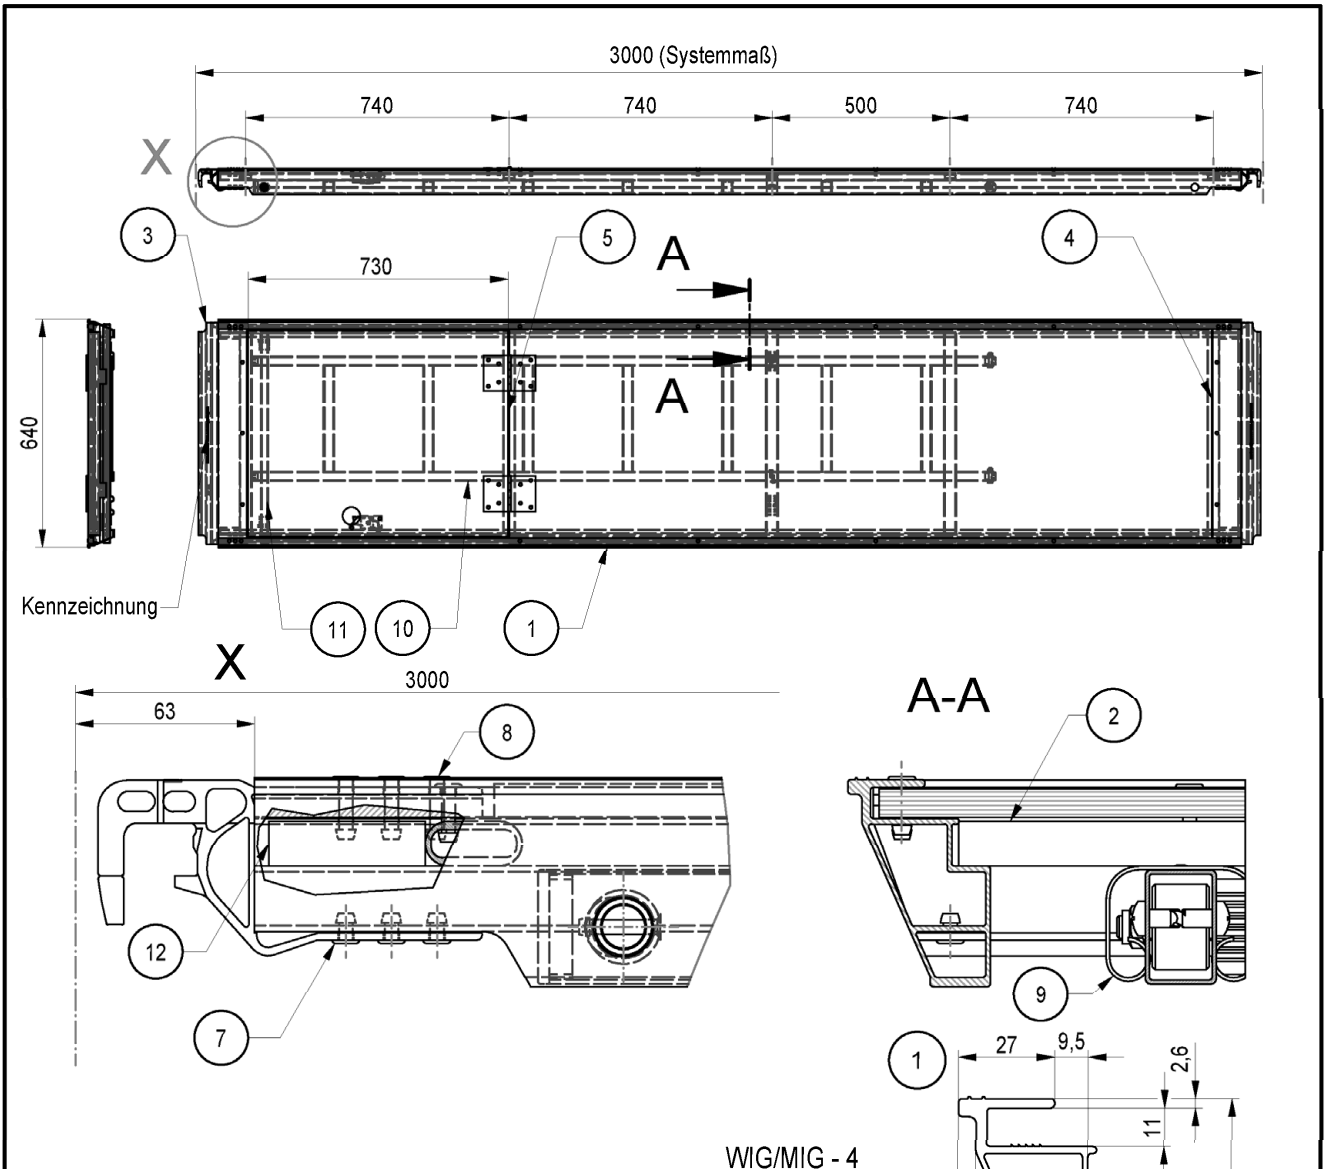 3000 (Systemmaß)
740 740 500 740
X
3 5 A 4
730
A
640
Kennzeichnung
11 10 1
X
3000
A-A
63
8 2
12
9
7
1 27 9,5
2,6
11
WIG/MIG - 4